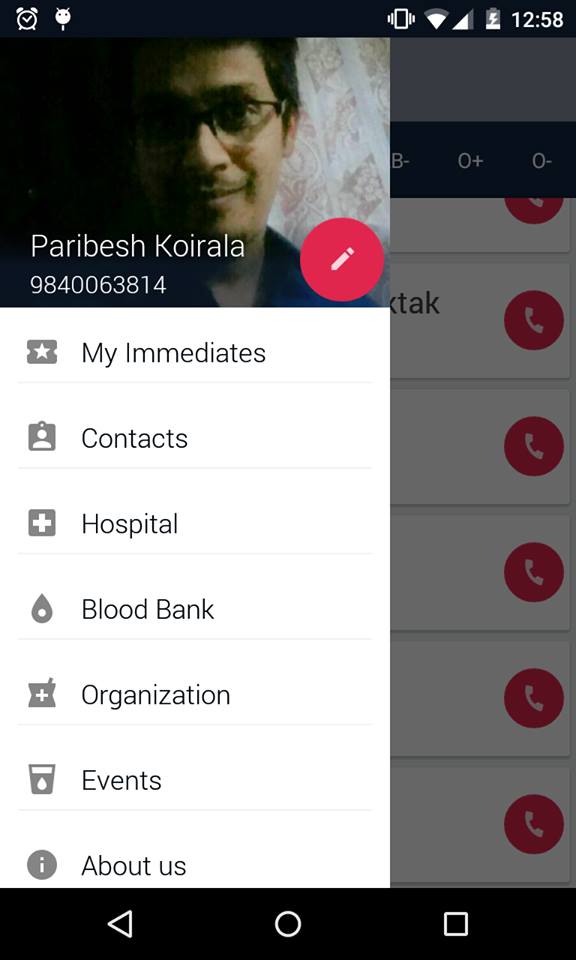 12:58
B- O+ O-
Paribesh Koirala
9840063814
ktak
My Immediates
Contacts
Hospital
Blood Bank
Organization
Events
About us